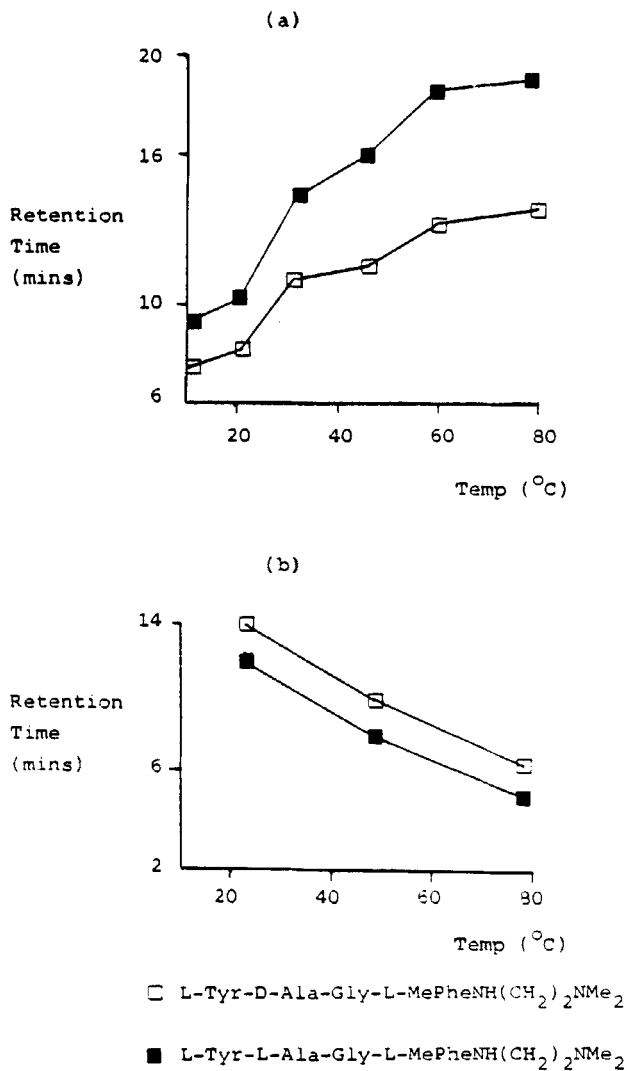 (a)
20
16
Retention
Time
(mins)
10
6
20 40 60 80
Temp (°C)
(b)
14
Retention
Time
(mins)
6
2
20 40 60 80
Temp (°C)
□ L-Tyr-D-Ala-Gly-L-MePheNH(CH₂)₂NMe₂
■ L-Tyr-L-Ala-Gly-L-MePheNH(CH₂)₂NMe₂